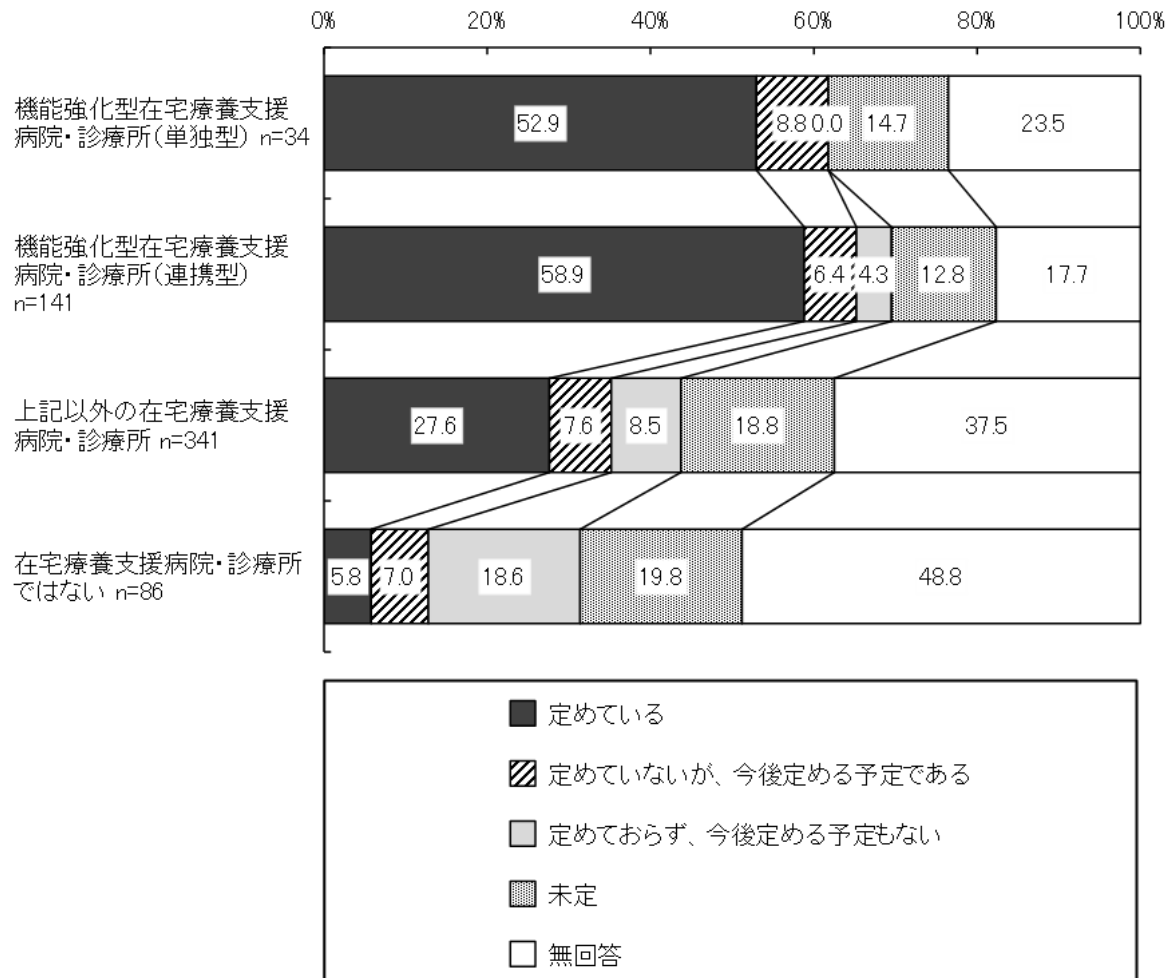 0% 20% 40% 60% 80% 100%
機能強化型在宅療養支援
病院・診療所(単独型) n=34
52.9 8.8 0.0 14.7 23.5
機能強化型在宅療養支援
病院・診療所(連携型)
n=141
58.9 6.4 4.3 12.8 17.7
上記以外の在宅療養支援
病院・診療所 n=341
27.6 7.6 8.5 18.8 37.5
在宅療養支援病院・診療所
ではない n=86
5.8 7.0 18.6 19.8 48.8
定めている
定めていないが、今後定める予定である
定めておらず、今後定める予定もない
未定
無回答